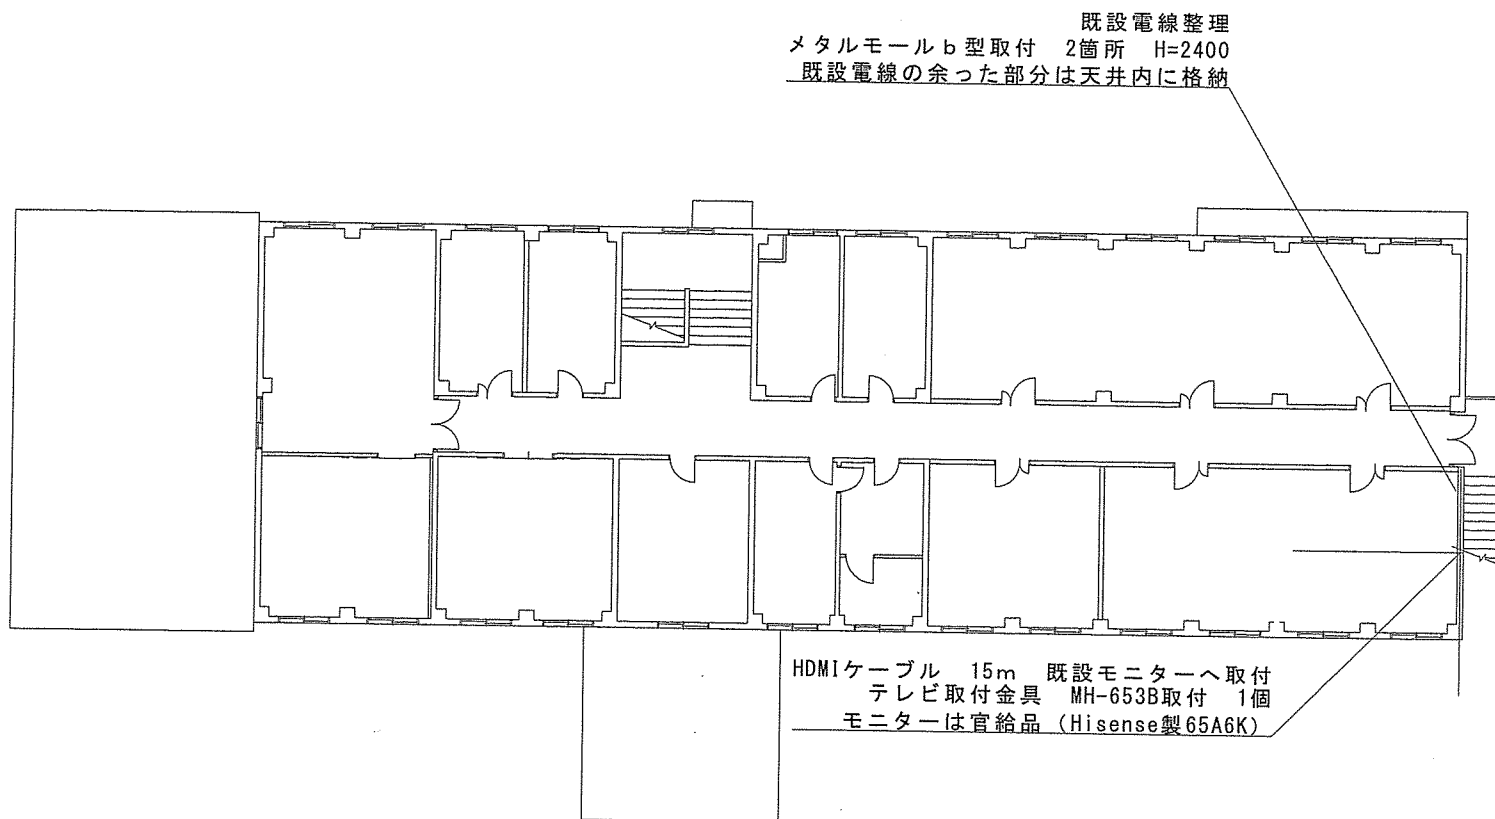 既設電線整理
メタルモールb型取付　2箇所　H=2400
既設電線の余った部分は天井内に格納
HDMIケーブル　15m　既設モニターへ取付
テレビ取付金具　MH-653B取付　1個
モニターは官給品（Hisense製65A6K）